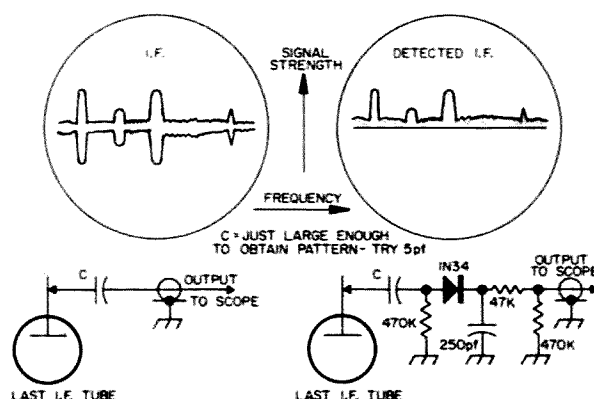 I.F.
SIGNAL
STRENGTH
DETECTED I.F.
FREQUENCY
C = JUST LARGE ENOUGH
TO OBTAIN PATTERN - TRY 5pf
C
OUTPUT
TO SCOPE
LAST I.F. TUBE
C
IN34
OUTPUT
TO SCOPE
47K
470K
250pf
470K
LAST I.F. TUBE